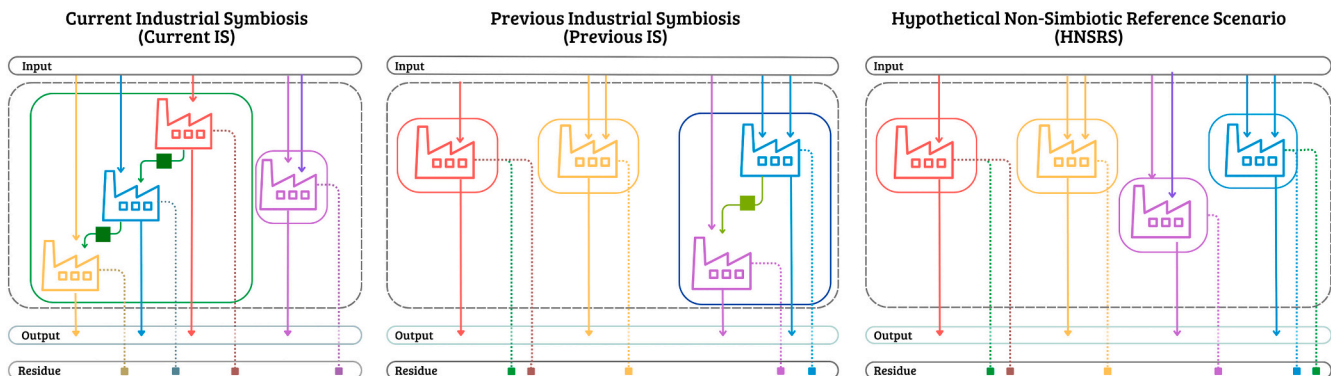 Current Industrial Symbiosis
(Current IS)
Previous Industrial Symbiosis
(Previous IS)
Hypothetical Non-Simbiotic Reference Scenario
(HNSRS)
Input
Input
Input
Output
Output
Output
Residue
Residue
Residue